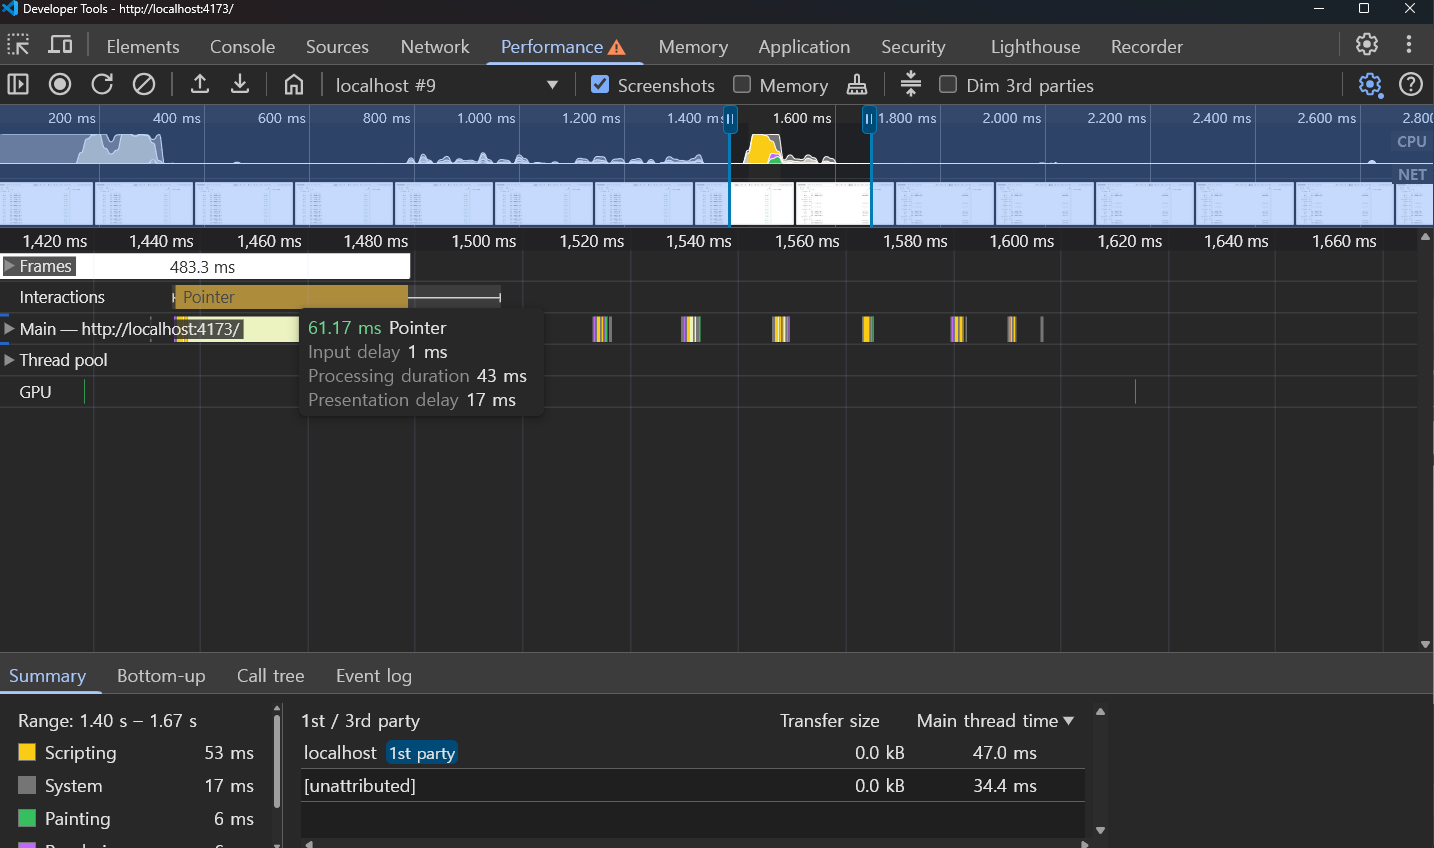 Developer Tools - http://localhost:4173/
Elements Console Sources Network Performance Memory Application Security Lighthouse Recorder
localhost #9 Screenshots Memory Dim 3rd parties
200 ms 400 ms 600 ms 800 ms 1.000 ms 1.200 ms 1.400 ms 1.600 ms 1.800 ms 2.000 ms 2.200 ms 2.400 ms 2.600 ms 2.800
CPU
NET
1,420 ms 1,440 ms 1,460 ms 1,480 ms 1,500 ms 1,520 ms 1,540 ms 1,560 ms 1,580 ms 1,600 ms 1,620 ms 1,640 ms 1,660 ms
Frames 483.3 ms
Interactions Pointer
Main — http://localhost:4173/
61.17 ms Pointer
Input delay 1 ms
Processing duration 43 ms
Presentation delay 17 ms
Thread pool
GPU
Summary Bottom-up Call tree Event log
Range: 1.40 s – 1.67 s
Scripting 53 ms
System 17 ms
Painting 6 ms
1st / 3rd party Transfer size Main thread time
localhost 1st party 0.0 kB 47.0 ms
[unattributed] 0.0 kB 34.4 ms